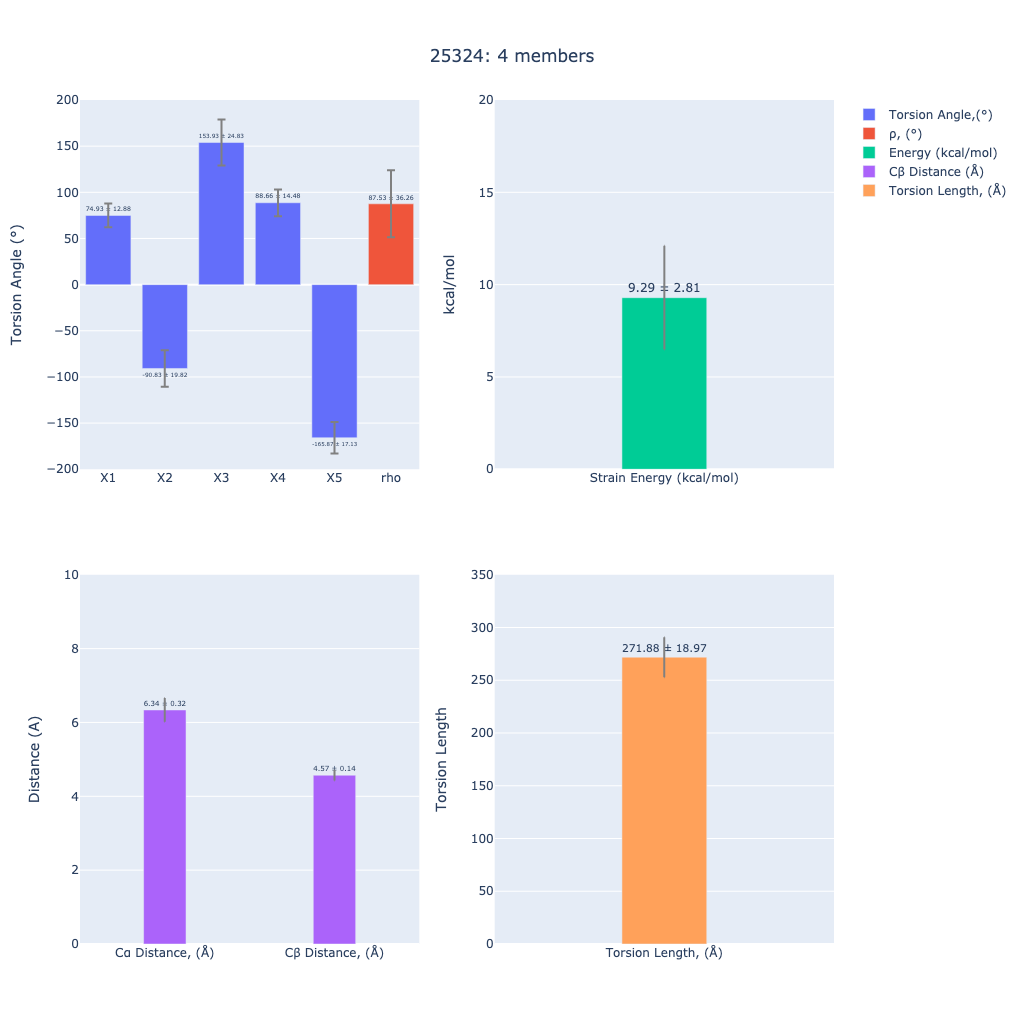 25324: 4 members
Torsion Angle (°)
200
150
100
50
0
−50
−100
−150
−200
74.93 ± 12.88
-90.83 ± 19.82
153.93 ± 24.83
88.66 ± 14.48
-165.87 ± 17.13
87.53 ± 36.26
X1 X2 X3 X4 X5 rho
kcal/mol
20
15
10
5
0
9.29 ± 2.81
Strain Energy (kcal/mol)
Torsion Angle,(°)
ρ, (°)
Energy (kcal/mol)
Cβ Distance (Å)
Torsion Length, (Å)
Distance (A)
10
8
6
4
2
0
6.34 ± 0.32
4.57 ± 0.14
Cα Distance, (Å) Cβ Distance, (Å)
Torsion Length
350
300
250
200
150
100
50
0
271.88 ± 18.97
Torsion Length, (Å)